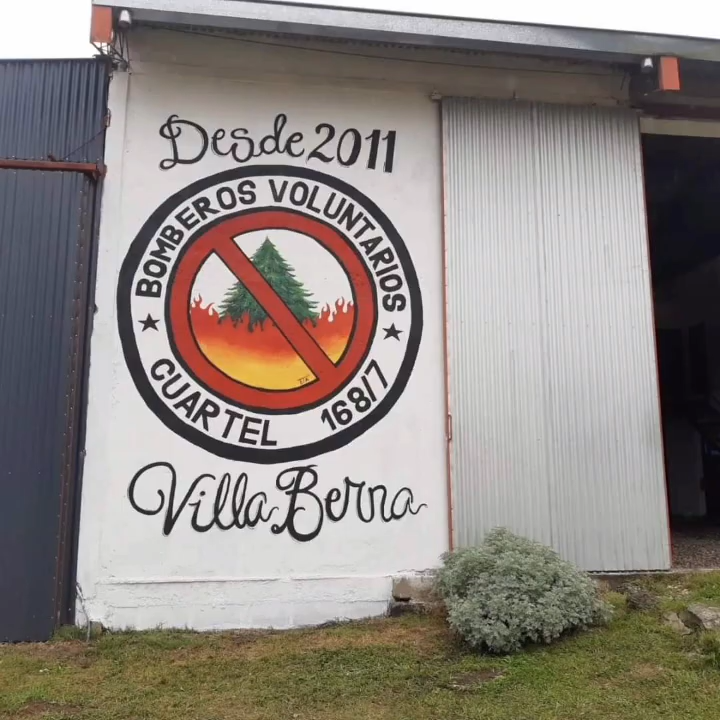 Desde 2011
BOMBEROS VOLUNTARIOS
★ ★
CUARTEL 168/7
Villa Berna